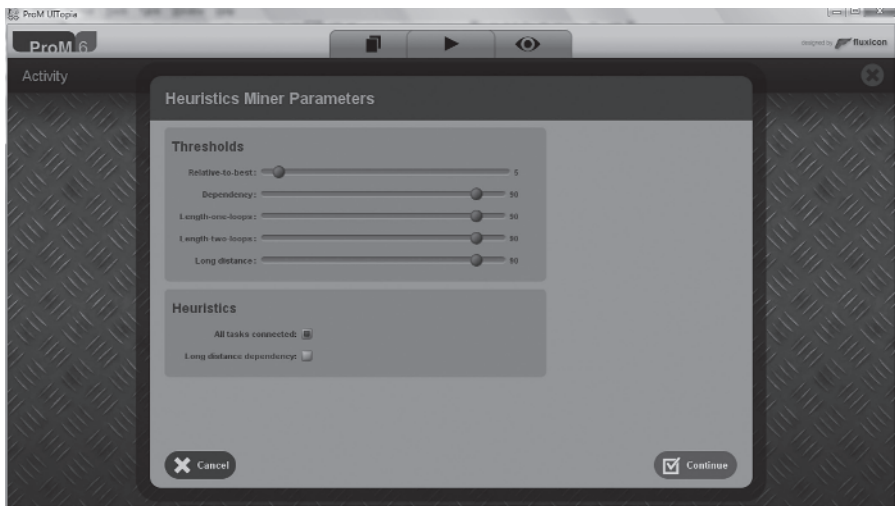 ProM UITopia
ProM 6
designed by fluxicon
Activity
Heuristics Miner Parameters
Thresholds
Relative-to-best: 5
Dependency: 90
Length-one-loops: 90
Length-two-loops: 90
Long distance: 90
Heuristics
All tasks connected:
Long distance dependency:
Cancel
Continue